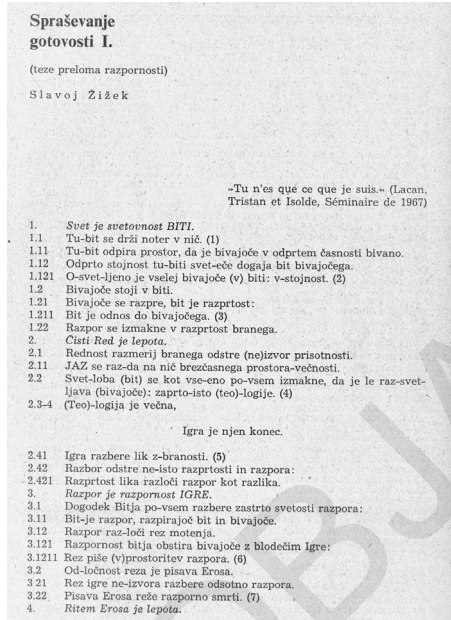 Spraševanje
gotovosti I.
(teze preloma razpornosti)
Slavoj Žižek
»Tu n'es que ce que je suis.« (Lacan,
Tristan et Isolde, Séminaire de 1967)
1. Svet je svetovnost BITI.
1.1 Tu-bit se drži noter v nič. (1)
1.11 Tu-bit odpira prostor, da je bivajoče v odprtem časnosti bivano.
1.12 Odprto stojnost tu-biti svet-eče dogaja bit bivajočega.
1.121 O-svet-ljeno je vselej bivajoče (v) biti: v-stojnost. (2)
1.2 Bivajoče stoji v biti.
1.21 Bivajoče se razpre, bit je razprtost:
1.211 Bit je odnos do bivajočega. (3)
1.22 Razpor se izmakne v razprtost branega.
2. Čisti Red je lepota.
2.1 Rednost razmerij branega odstre (ne)izvor prisotnosti.
2.11 JAZ se raz-da na nič brezčasnega prostora-večnosti.
2.2 Svet-loba (bit) se kot vse-eno po-vsem izmakne, da je le raz-svet-
ljava (bivajoče): zaprto-isto (teo)-logije. (4)
2.3-4 (Teo)-logija je večna,
Igra je njen konec.
2.41 Igra razbere lik z-branosti. (5)
2.42 Razbor odstre ne-isto razprtosti in razpora:
2.421 Razprtost lika razloči razpor kot razlika.
3. Razpor je razpornost IGRE.
3.1 Dogodek Bitja po-vsem razbere zastrto svetosti razpora:
3.11 Bit-je razpor, razpirajoč bit in bivajoče.
3.12 Razpor raz-loči rez motenja.
3.121 Razpornost bitja obstira bivajoče z blodečim Igre:
3.1211 Rez piše (v)prostoritev razpora. (6)
3.2 Od-ločnost reza je pisava Erosa.
3 21 Rez igre ne-izvora razbere odsotno razpora.
3.22 Pisava Erosa reže razporno smrti. (7)
4. Ritem Erosa je lepota.
OBJA